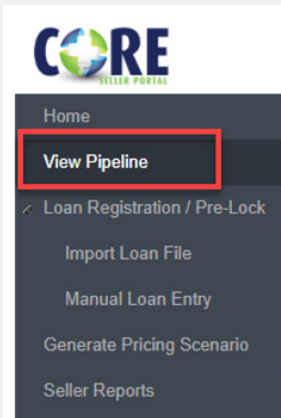 CORE
SELLER PORTAL
Home
View Pipeline
Loan Registration / Pre-Lock
Import Loan File
Manual Loan Entry
Generate Pricing Scenario
Seller Reports